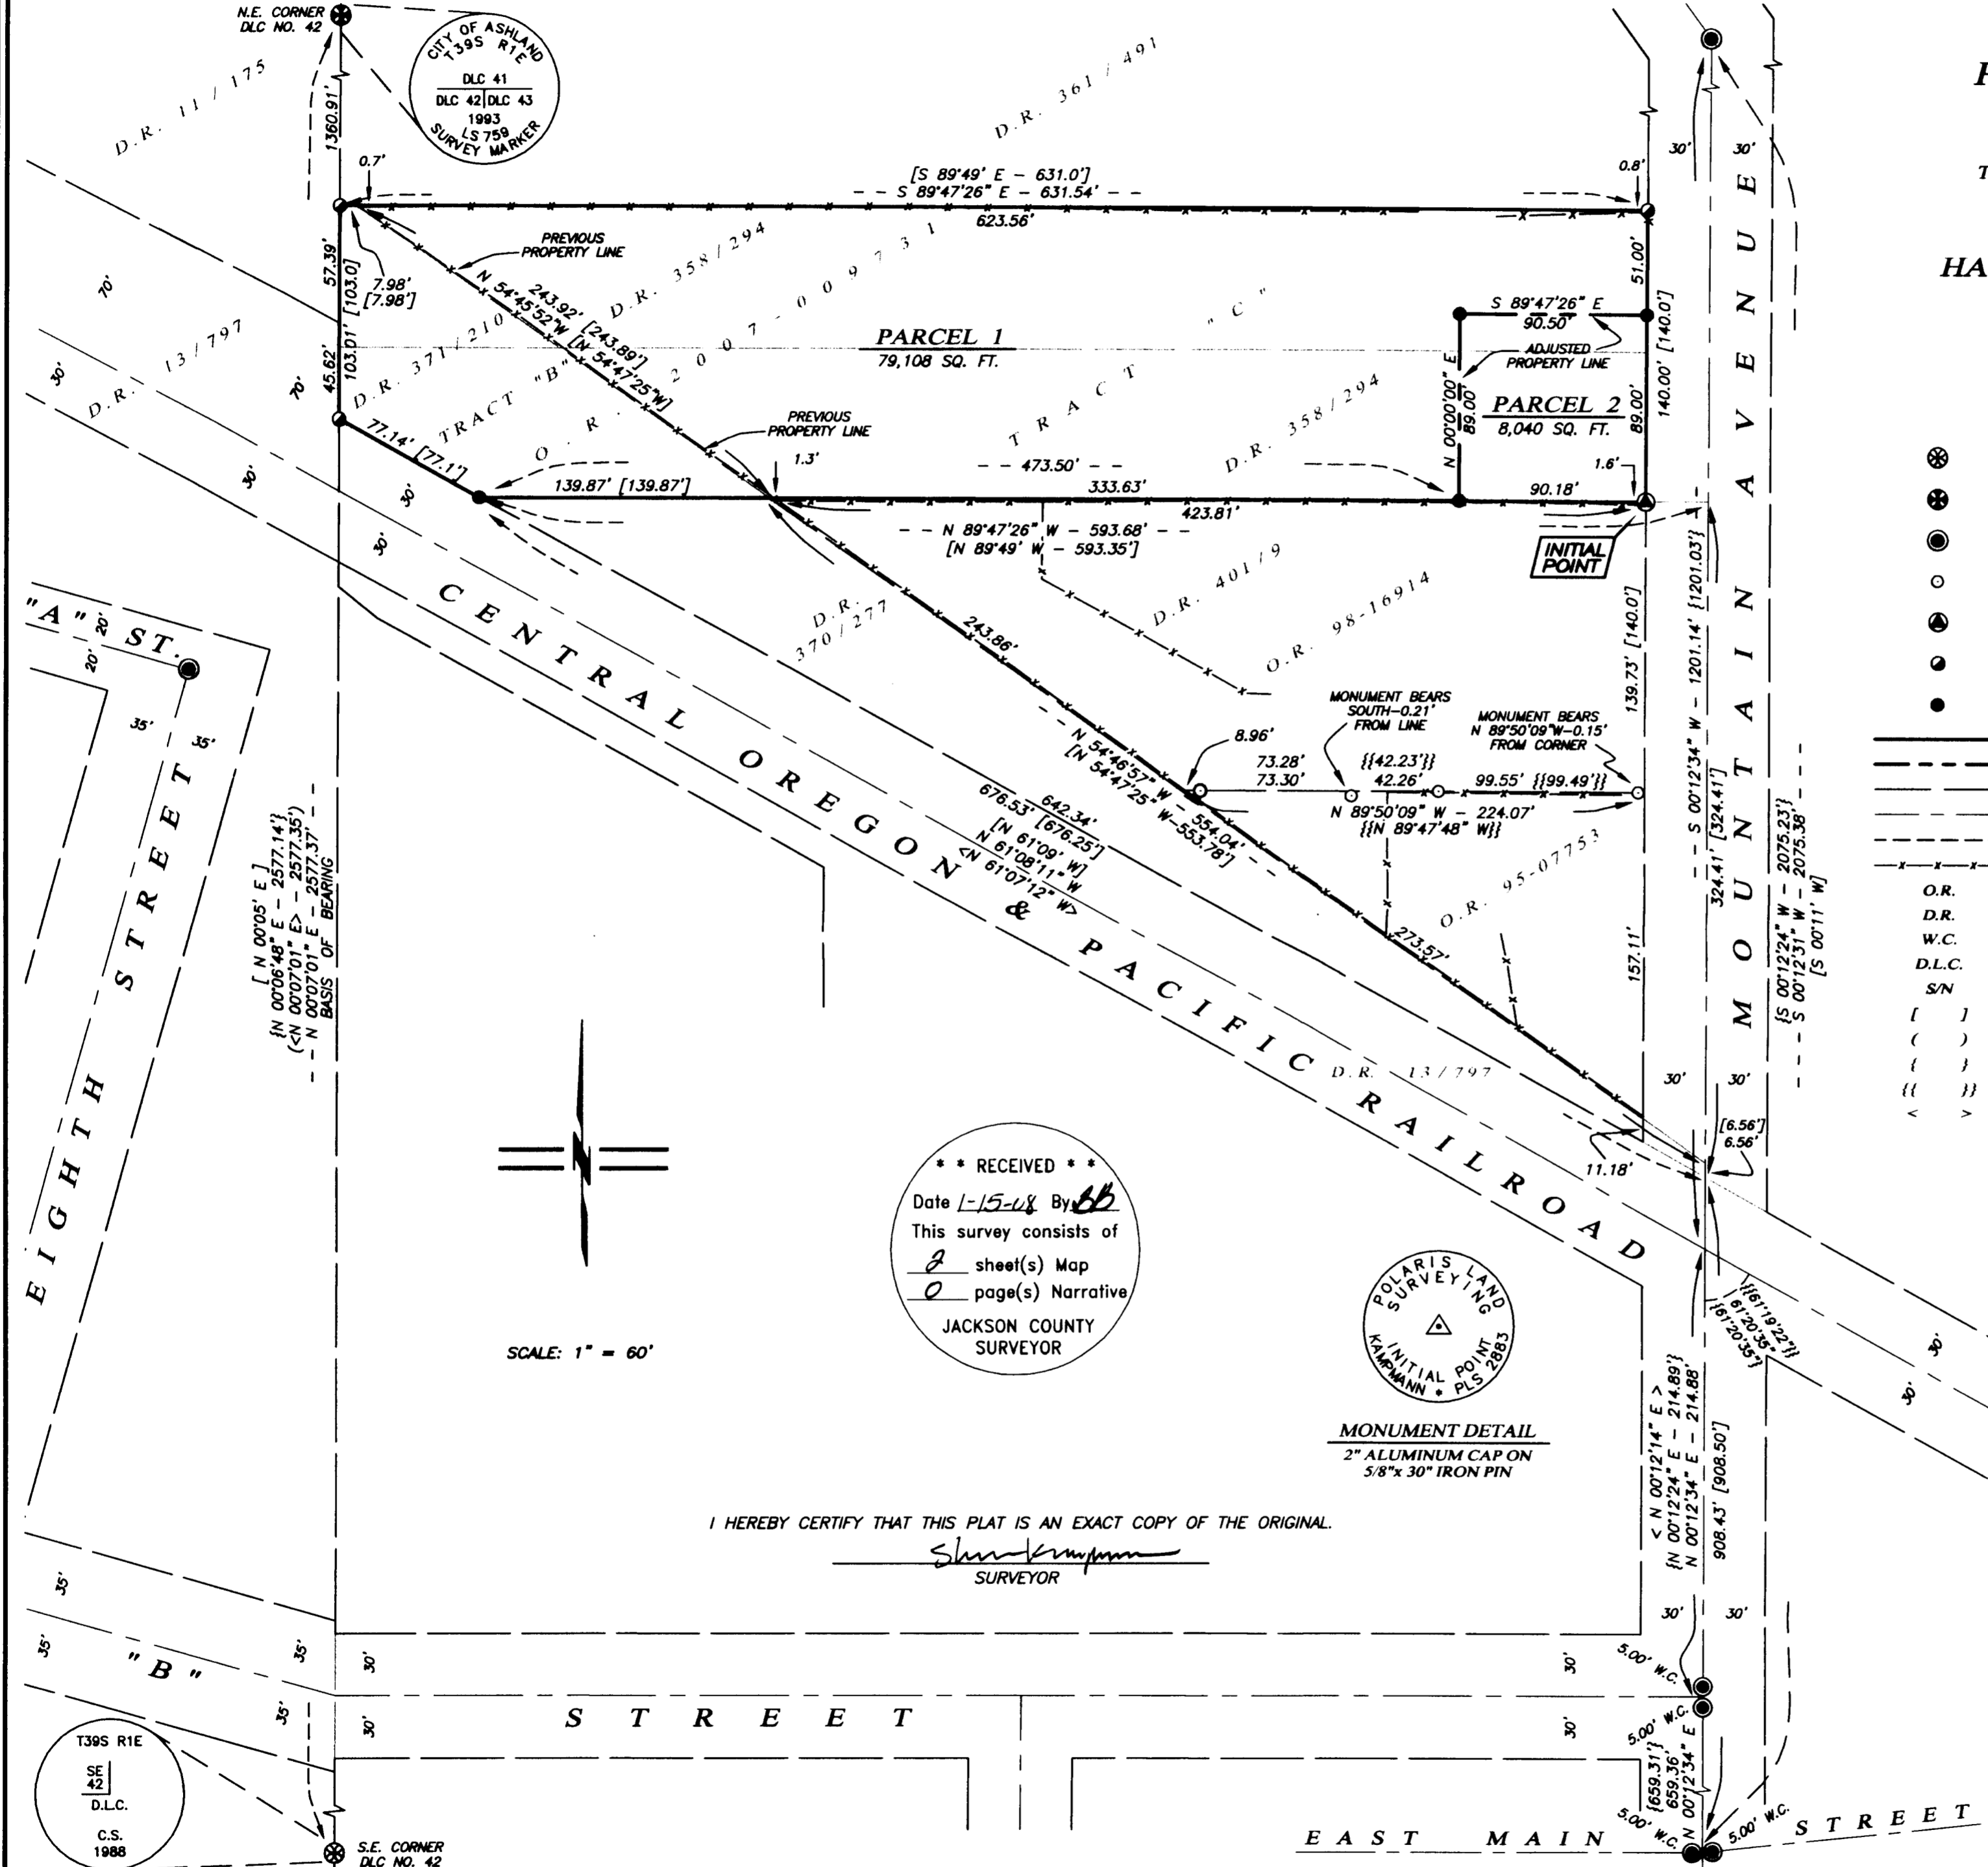 N.E. CORNER
DLC NO. 42
CITY OF ASHLAND
T39S R1E
DLC 41
DLC 42 DLC 43
1993
LS 759
SURVEY MARKER
D.R. 11 / 175
1360.91'
D.R. 361 / 491
0.7'
[S 89°49' E - 631.0']
- - S 89°47'26" E - 631.54' - -
623.56'
0.8'
30'
30'
PREVIOUS
PROPERTY LINE
57.39'
45.62'
103.01' [103.0]
7.98'
[7.98']
243.92' [243.89']
N 54°45'52"W [N 54°47'25"W]
D.R. 358/294
D.R. 371/210
TRACT "B"
O.R. 2007-009731
TRACT "C"
PARCEL 1
79,108 SQ. FT.
51.00'
S 89°47'26" E
90.50'
ADJUSTED
PROPERTY LINE
140.00' [140.0']
N 00°00'00" E
89.00'
PARCEL 2
8,040 SQ. FT.
89.00'
D.R. 358/294
70'
70'
D.R. 13/797
30'
30'
30'
30'
77.14' [77.1']
PREVIOUS
PROPERTY LINE
1.3'
- - 473.50' - -
1.6'
139.87' [139.87']
333.63'
90.18'
423.81'
- - N 89°47'26" W - 593.68' - -
[N 89°49' W - 593.35']
INITIAL
POINT
MOUNTAIN AVENUE
CENTRAL OREGON & PACIFIC RAILROAD
"A" ST.
20'
20'
35'
35'
EIGHTH STREET
D.R.
370/277
243.86'
D.R. 401/9
O.R. 98-16914
139.73' [140.0']
- - S 00°12'34" W - 1201.14' {1201.03'}
324.41' [324.41']
MONUMENT BEARS
SOUTH-0.21'
FROM LINE
MONUMENT BEARS
N 89°50'09"W-0.15'
FROM CORNER
8.96'
73.28'
73.30'
{{42.23'}}
42.26'
99.55' {{99.49'}}
N 89°50'09" W - 224.07'
{{N 89°47'48" W}}
- - N 54°46'57" W - 554.04' - -
[N 54°47'25" W-553.78']
642.34'
676.53' [676.25']
[N 61°09' W]
N 61°08'11" W
<N 61°07'12" W>
O.R. 95-07753
273.57'
157.11'
{S 00°12'24" W - 2075.23'}
- - - S 00°12'31" W - 2075.38' - - -
[S 00°11' W]
[ N 00°05' E ]
{N 00°06'48" E - 2577.14'}
(<N 00°07'01" E> - 2577.35')
- - N 00°07'01" E - 2577.37' - -
BASIS OF BEARING
D.R. 13/797
30'
30'
[6.56']
6.56'
11.18'
N
SCALE: 1" = 60'
* * RECEIVED * *
Date 1-15-08 By BB
This survey consists of
2 sheet(s) Map
0 page(s) Narrative
JACKSON COUNTY
SURVEYOR
POLARIS LAND
SURVEYING
INITIAL POINT
KAMPMANN * PLS 2883
MONUMENT DETAIL
2" ALUMINUM CAP ON
5/8"x 30" IRON PIN
{{61°19'22"}}
61°20'35"
{61°20'35"}
30'
30'
< N 00°12'14" E >
{N 00°12'24" E - 214.89'}
N 00°12'34" E - 214.88'
908.43' [908.50']
I HEREBY CERTIFY THAT THIS PLAT IS AN EXACT COPY OF THE ORIGINAL.
SURVEYOR
30'
30'
35'
35'
35'
35'
30'
30'
30'
30'
"B"
STREET
5.00' W.C.
5.00' W.C.
{659.31'}
659.36'
N 00°12'34" E
5.00' W.C.
5.00' W.C.
EAST MAIN STREET
T39S R1E
SE
42
D.L.C.
C.S.
1988
S.E. CORNER
DLC NO. 42
HA
T
O.R.
D.R.
W.C.
D.L.C.
S/N
[ ]
( )
{ }
{{ }}
< >